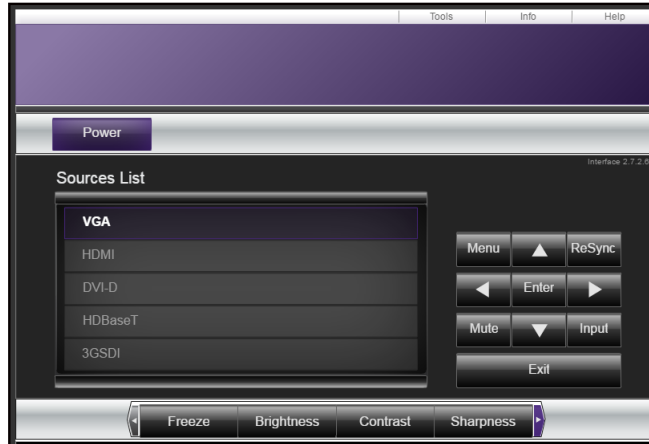 Tools Info Help
Power
Interface 2.7.2.6
Sources List
VGA
HDMI
DVI-D
HDBaseT
3GSDI
Menu ReSync
Enter
Mute Input
Exit
Freeze Brightness Contrast Sharpness